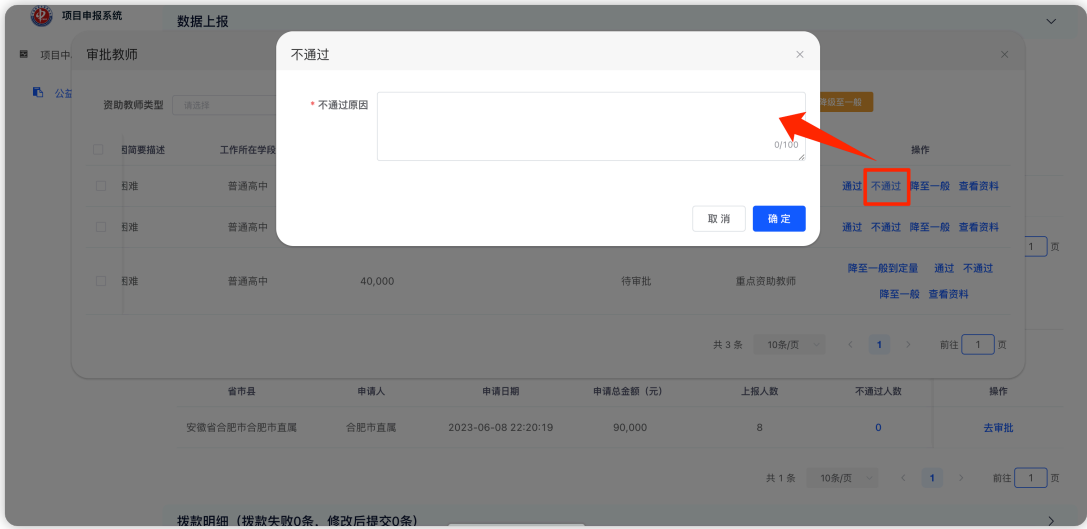 项目申报系统
数据上报
项目中
审批教师
不通过
公益
资助教师类型
请选择
* 不通过原因
降级至一般
0/100
因简要描述
工作所在学段
操作
困难
普通高中
通过 不通过 降至一般 查看资料
取 消
确 定
困难
普通高中
通过 不通过 降至一般 查看资料
1 页
困难
普通高中
40,000
待审批
重点资助教师
降至一般到定量 通过 不通过
降至一般 查看资料
共 3 条
10条/页
1
前往 1 页
省市县
申请人
申请日期
申请总金额（元）
上报人数
不通过人数
操作
安徽省合肥市合肥市直属
合肥市直属
2023-06-08 22:20:19
90,000
8
0
去审批
共 1 条
10条/页
1
前往 1 页
拨款明细（拨款失败0条、修改后提交0条）